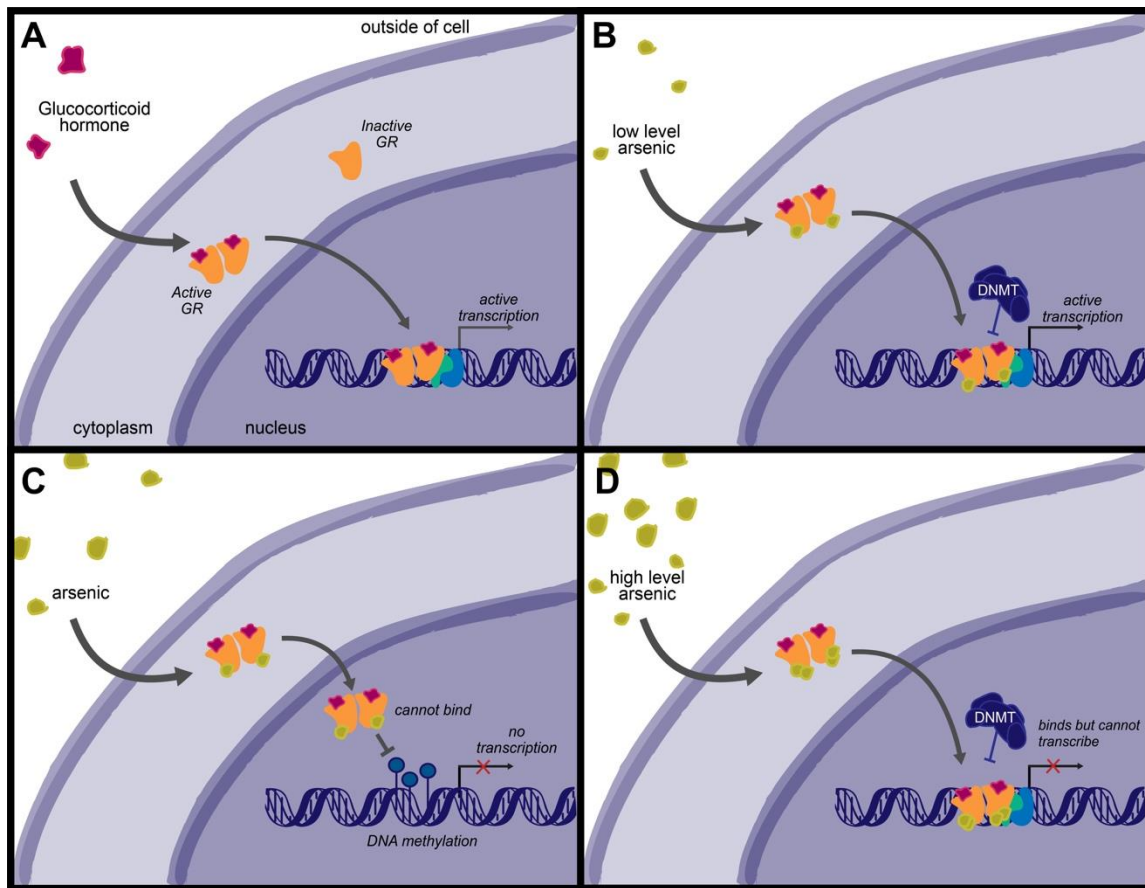 A
outside of cell
Glucocorticoid
hormone
Inactive
GR
Active
GR
active
transcription
cytoplasm
nucleus
B
low level
arsenic
DNMT
active
transcription
C
arsenic
cannot bind
no
transcription
DNA methylation
D
high level
arsenic
DNMT
binds but cannot
transcribe